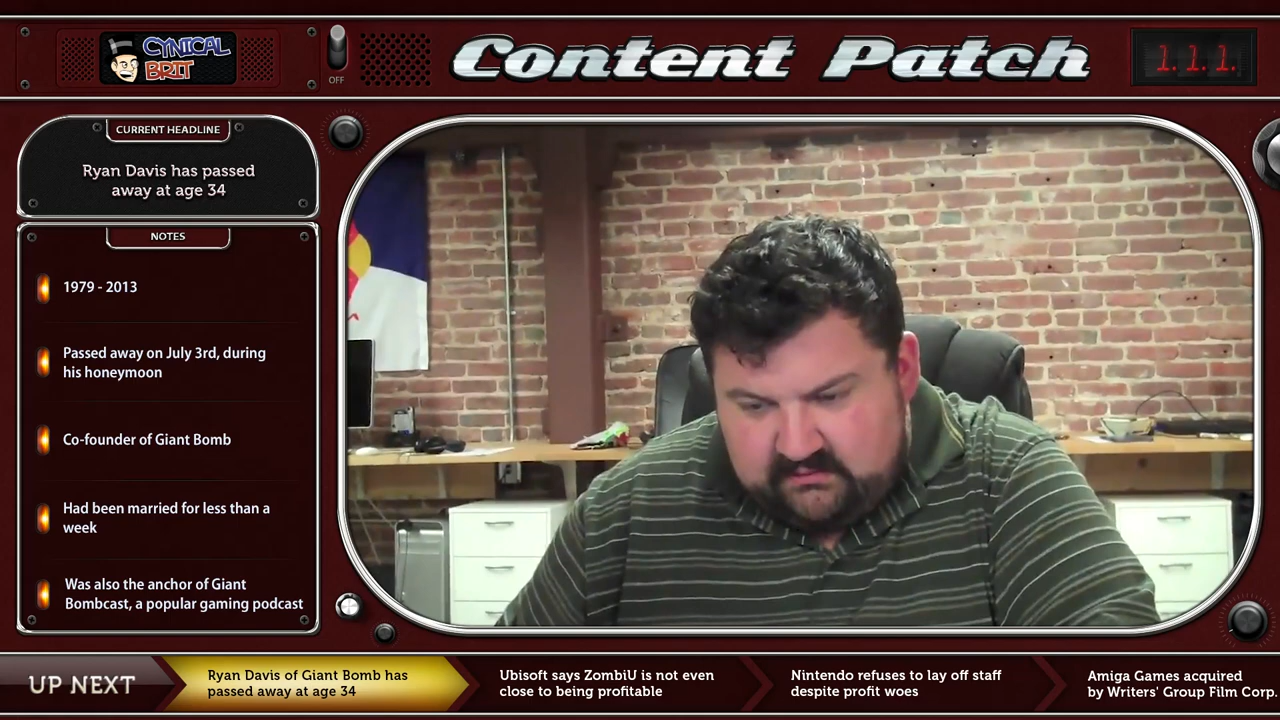 CYNICAL
BRIT
OFF
Content Patch
1.1.1.
CURRENT HEADLINE
Ryan Davis has passed
away at age 34
NOTES
1979 - 2013
Passed away on July 3rd, during
his honeymoon
Co-founder of Giant Bomb
Had been married for less than a
week
Was also the anchor of Giant
Bombcast, a popular gaming podcast
UP NEXT
Ryan Davis of Giant Bomb has
passed away at age 34
Ubisoft says ZombiU is not even
close to being profitable
Nintendo refuses to lay off staff
despite profit woes
Amiga Games acquired
by Writers' Group Film Corp.